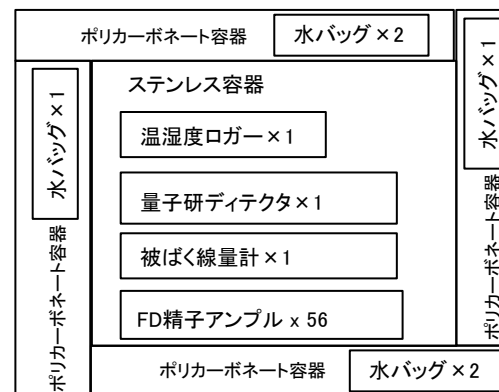 ポリカーボネート容器
水バッグ×2
水バッグ×1
ポリカーボネート容器
ステンレス容器
温湿度ロガー×1
量子研ディテクタ×1
被ばく線量計×1
FD精子アンプル x 56
水バッグ×1
ポリカーボネート容器
ポリカーボネート容器
水バッグ×2